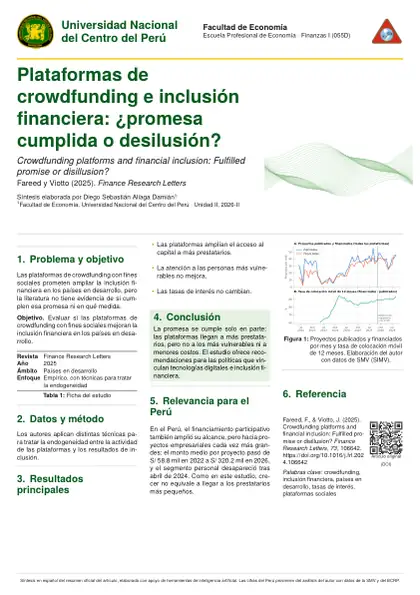 Universidad Nacional
del Centro del Perú
Facultad de Economía
Escuela Profesional de Economía · Finanzas I (055D)
Plataformas de
crowdfunding e inclusión
financiera: ¿promesa
cumplida o desilusión?
Crowdfunding platforms and financial inclusion: Fulfilled
promise or disillusion?
Fareed y Viotto (2025). Finance Research Letters
Síntesis elaborada por Diego Sebastián Aliaga Damián¹
¹Facultad de Economía, Universidad Nacional del Centro del Perú · Unidad II, 2026-II
1. Problema y objetivo
Las plataformas de crowdfunding con fines
sociales prometen ampliar la inclusión fi-
nanciera en los países en desarrollo, pero
la literatura no tiene evidencia de si cum-
plen esa promesa ni en qué medida.
Objetivo. Evaluar si las plataformas de
crowdfunding con fines sociales mejoran la
inclusión financiera en los países en desa-
rrollo.
Revista Finance Research Letters
Año 2025
Ámbito Países en desarrollo
Enfoque Empírico, con técnicas para tratar
la endogeneidad
Tabla 1: Ficha del estudio
2. Datos y método
Los autores aplican distintas técnicas pa-
ra tratar la endogeneidad entre la actividad
de las plataformas y los resultados de in-
clusión.
3. Resultados
principales
• Las plataformas amplían el acceso al
capital a más prestatarios.
• La atención a las personas más vulnera-
bles no mejora.
• Las tasas de interés no cambian.
4. Conclusión
La promesa se cumple solo en parte:
las plataformas llegan a más prestata-
rios, pero no a los más vulnerables ni a
menores costos. El estudio ofrece reco-
mendaciones para las políticas que vin-
culan tecnologías digitales e inclusión fi-
nanciera.
5. Relevancia para el
Perú
En el Perú, el financiamiento participativo
también amplió su alcance, pero hacia pro-
yectos empresariales cada vez más gran-
des: el monto medio por proyecto pasó de
S/ 58.8 mil en 2022 a S/ 320.2 mil en 2026,
y el segmento personal desapareció tras
abril de 2024. Como en este estudio, cre-
cer no equivale a llegar a los prestatarios
más pequeños.
Figura 1: Proyectos publicados y financiados
por mes y tasa de colocación móvil
de 12 meses. Elaboración del autor
con datos de SMV (SIMV).
6. Referencia
Fareed, F., & Viotto, J. (2025).
Crowdfunding platforms and
financial inclusion: Fulfilled pro-
mise or disillusion? Finance
Research Letters, 73, 106642.
https://doi.org/10.1016/j.frl.202
4.106642
Artículo original
(DOI)
Palabras clave: crowdfunding,
inclusión financiera, países en
desarrollo, tasas de interés,
plataformas sociales